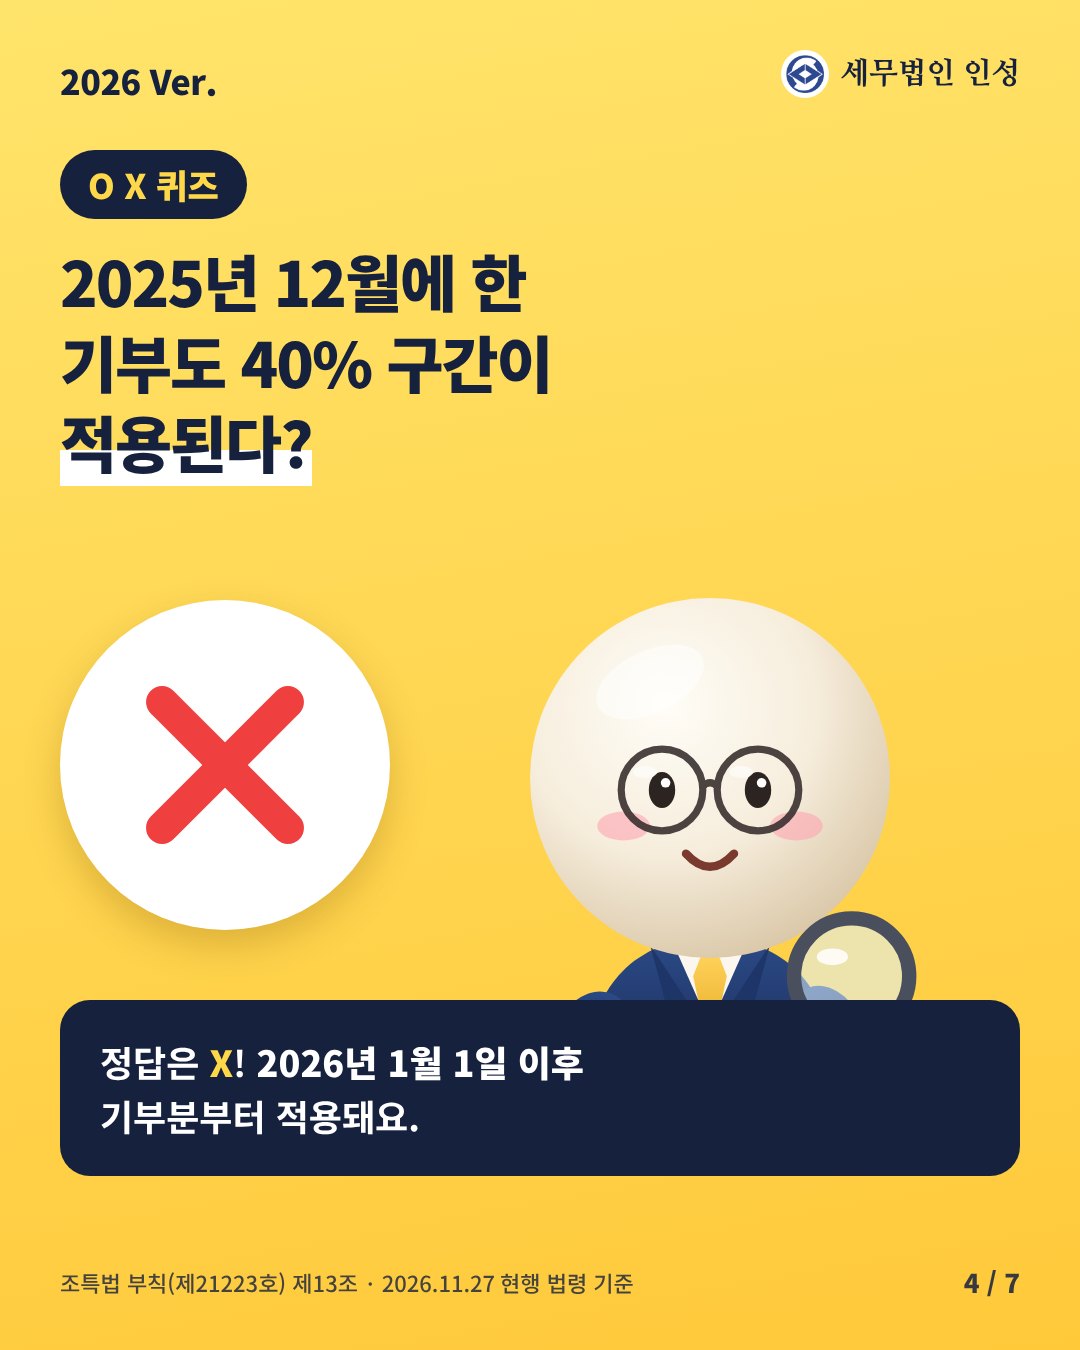 2026 Ver.
세무법인 인성
O X 퀴즈
2025년 12월에 한
기부도 40% 구간이
적용된다?
정답은 X! 2026년 1월 1일 이후
기부분부터 적용돼요.
조특법 부칙(제21223호) 제13조 · 2026.11.27 현행 법령 기준
4 / 7